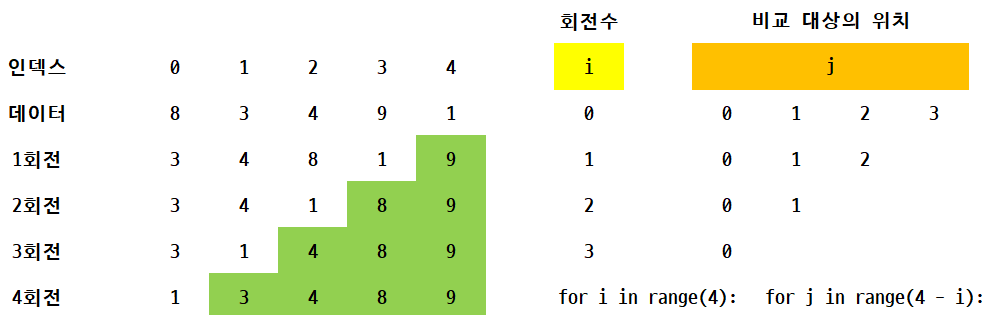 회전수 비교 대상의 위치
인덱스 0 1 2 3 4 i j
데이터 8 3 4 9 1 0 0 1 2 3
1회전 3 4 8 1 9 1 0 1 2
2회전 3 4 1 8 9 2 0 1
3회전 3 1 4 8 9 3 0
4회전 1 3 4 8 9 for i in range(4): for j in range(4 - i):